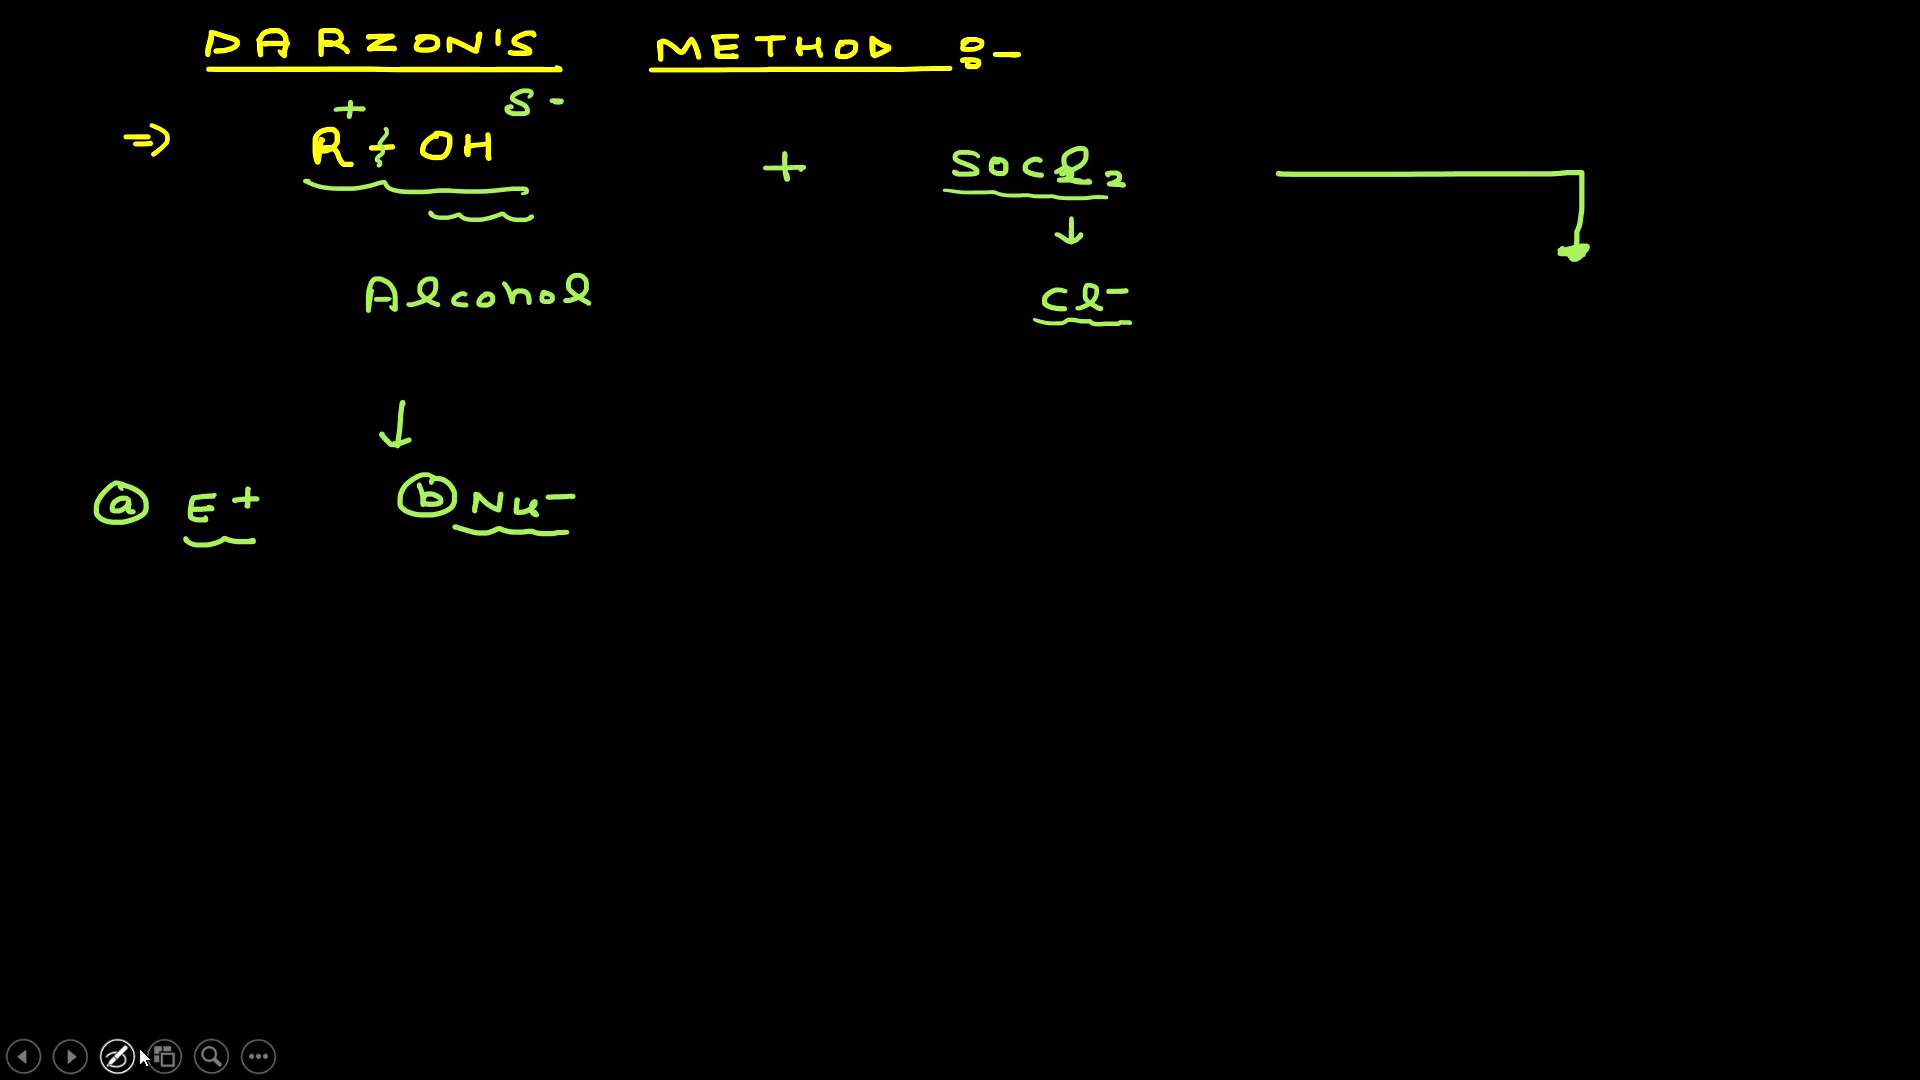 DARZON'S METHOD :-
+ S -
⇒ R - OH + SOCl2
↓
Alcohol Cl-
↓
a E+ b Nu-